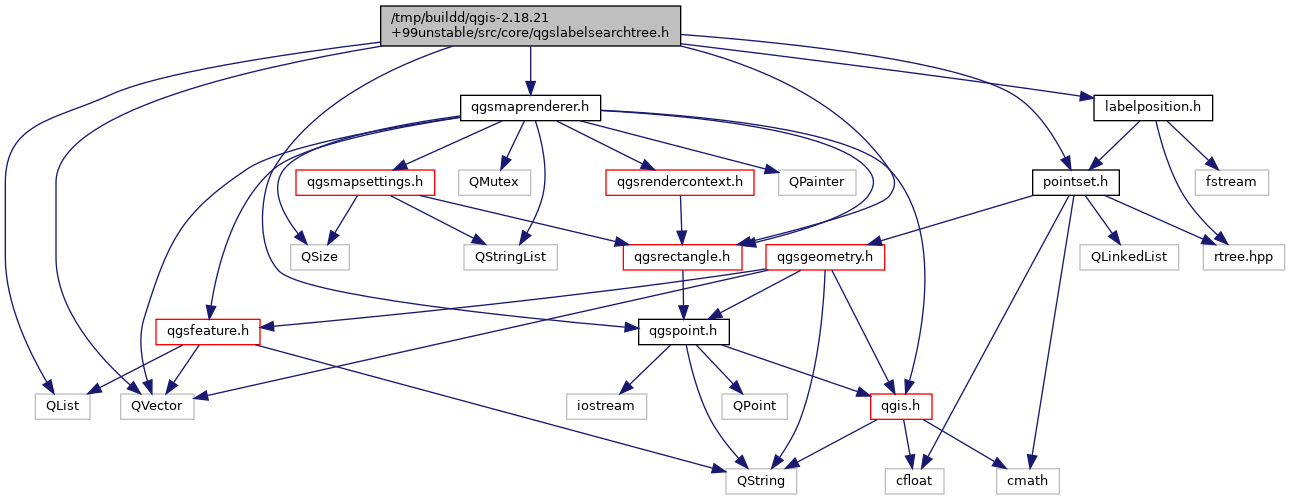 /tmp/buildd/qgis-2.18.21
+99unstable/src/core/qgslabelsearchtree.h
qgsmaprenderer.h
labelposition.h
qgsmapsettings.h
QMutex
qgsrendercontext.h
QPainter
pointset.h
fstream
QSize
QStringList
qgsrectangle.h
qgsgeometry.h
QLinkedList
rtree.hpp
qgsfeature.h
qgspoint.h
QList
QVector
iostream
QPoint
qgis.h
QString
cfloat
cmath